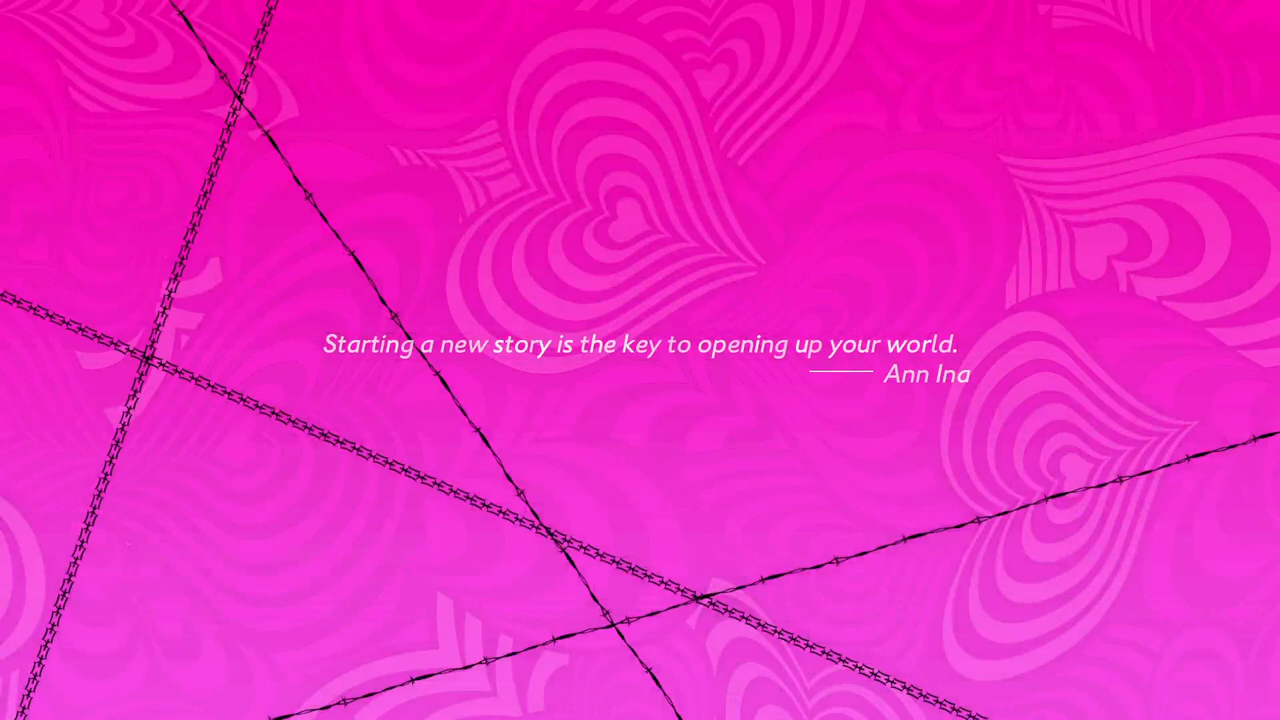 Starting a new story is the key to opening up your world.
—— Ann Ina